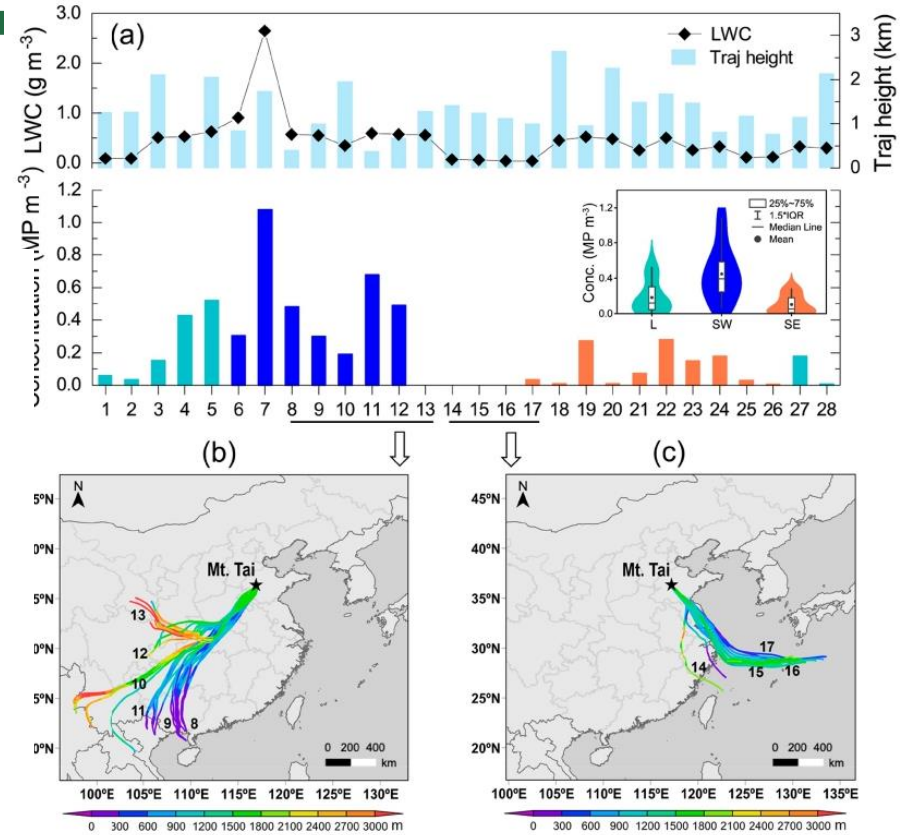 (a)
3.0
2.0
1.0
0.0
LWC (g m⁻³)
LWC
Traj height
3
2
1
0
Traj height (km)
1.2
1.0
0.8
0.6
0.4
0.2
0.0
MP m⁻³)
1.2
0.8
0.4
0.0
Conc. (MP m⁻³)
25%~75%
1.5*IQR
Median Line
Mean
L SW SE
1 2 3 4 5 6 7 8 9 10 11 12 13 14 15 16 17 18 19 20 21 22 23 24 25 26 27 28
(b)
N
5°N
0°N
5°N
0°N
5°N
0°N
Mt. Tai
13
12
10
11 9 8
0 200 400 km
100°E 105°E 110°E 115°E 120°E 125°E 130°E
0 300 600 900 1200 1500 1800 2100 2400 2700 3000 m
(c)
N
45°N
40°N
35°N
30°N
25°N
20°N
Mt. Tai
17
14 15 16
0 200 400 km
100°E 105°E 110°E 115°E 120°E 125°E 130°E 135°E
0 300 600 900 1200 1500 1800 2100 2400 2700 3000 m